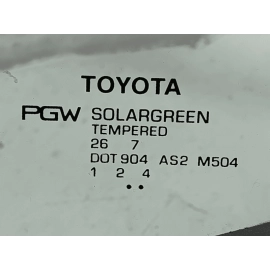 TOYOTA
PGW SOLARGREEN
TEMPERED
26 7
DOT 904 AS2 M504
1 2 4